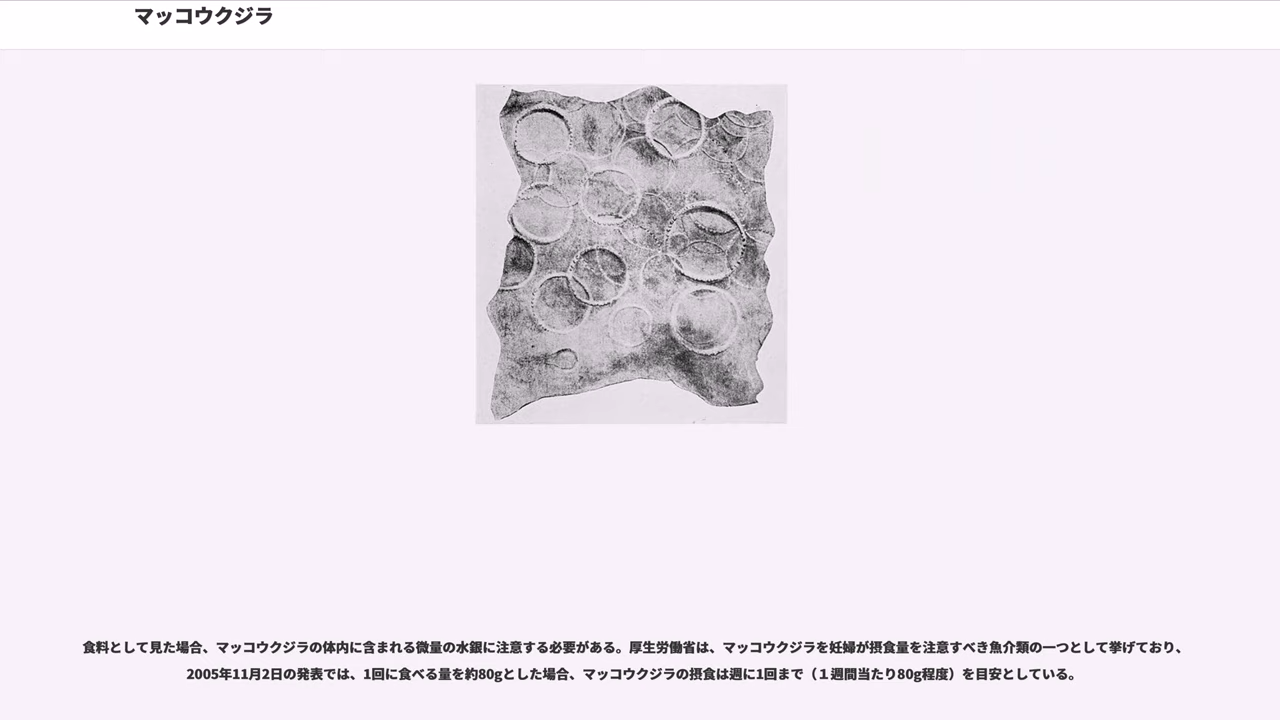 マッコウクジラ
食料として見た場合、マッコウクジラの体内に含まれる微量の水銀に注意する必要がある。厚生労働省は、マッコウクジラを妊婦が摂食量を注意すべき魚介類の一つとして挙げており、
2005年11月2日の発表では、1回に食べる量を約80gとした場合、マッコウクジラの摂食は週に1回まで（１週間当たり80g程度）を目安としている。